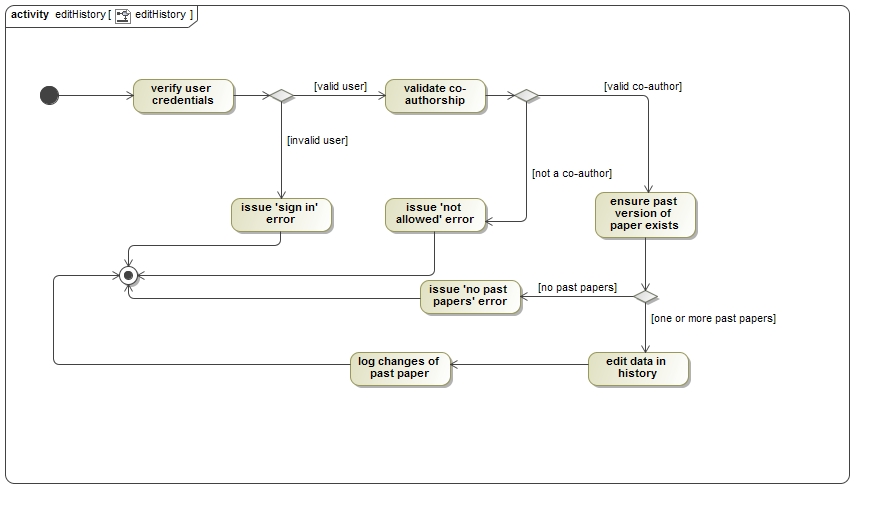 activity editHistory [ editHistory ]
verify user
credentials
[valid user]
validate co-
authorship
[valid co-author]
[invalid user]
[not a co-author]
issue 'sign in'
error
issue 'not
allowed' error
ensure past
version of
paper exists
issue 'no past
papers' error
[no past papers]
[one or more past papers]
log changes of
past paper
edit data in
history